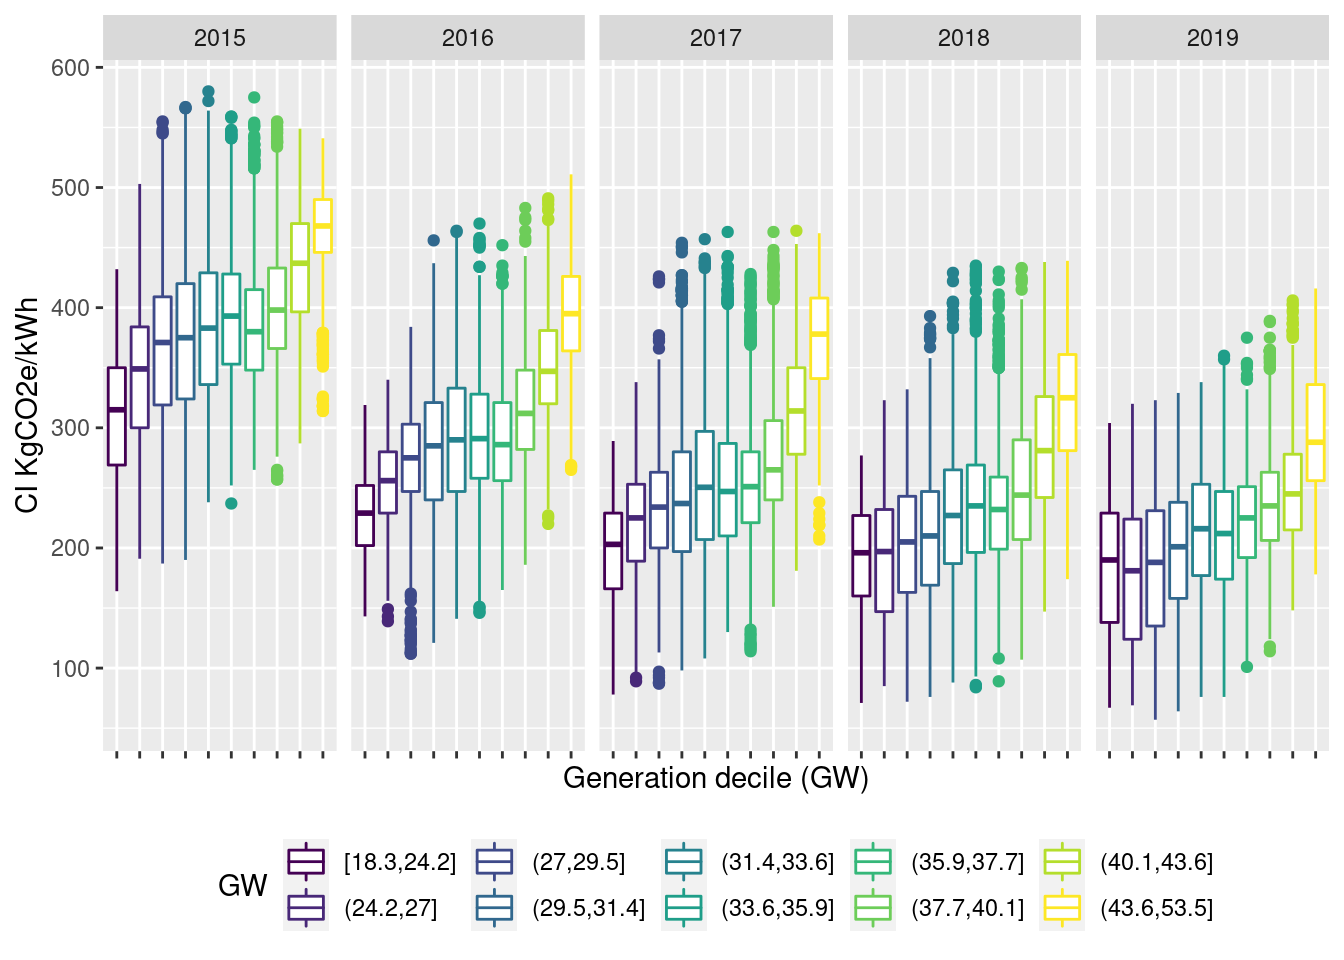 2015 2016 2017 2018 2019
600
500
400
300
200
100
CI KgCO2e/kWh
Generation decile (GW)
GW
[18.3,24.2] (27,29.5] (31.4,33.6] (35.9,37.7] (40.1,43.6]
(24.2,27] (29.5,31.4] (33.6,35.9] (37.7,40.1] (43.6,53.5]